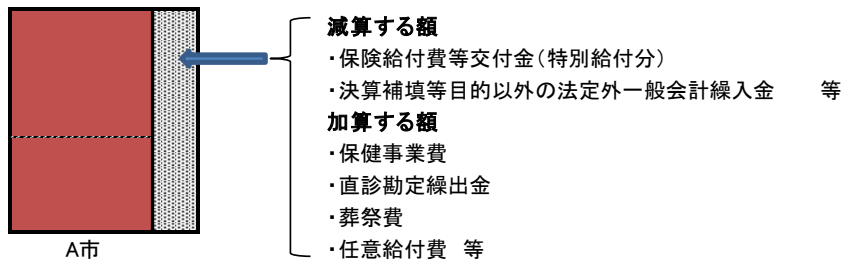 減算する額
・保険給付費等交付金（特別給付分）
・決算補填等目的以外の法定外一般会計繰入金　　等
加算する額
・保健事業費
・直診勘定繰出金
・葬祭費
・任意給付費　等
A市